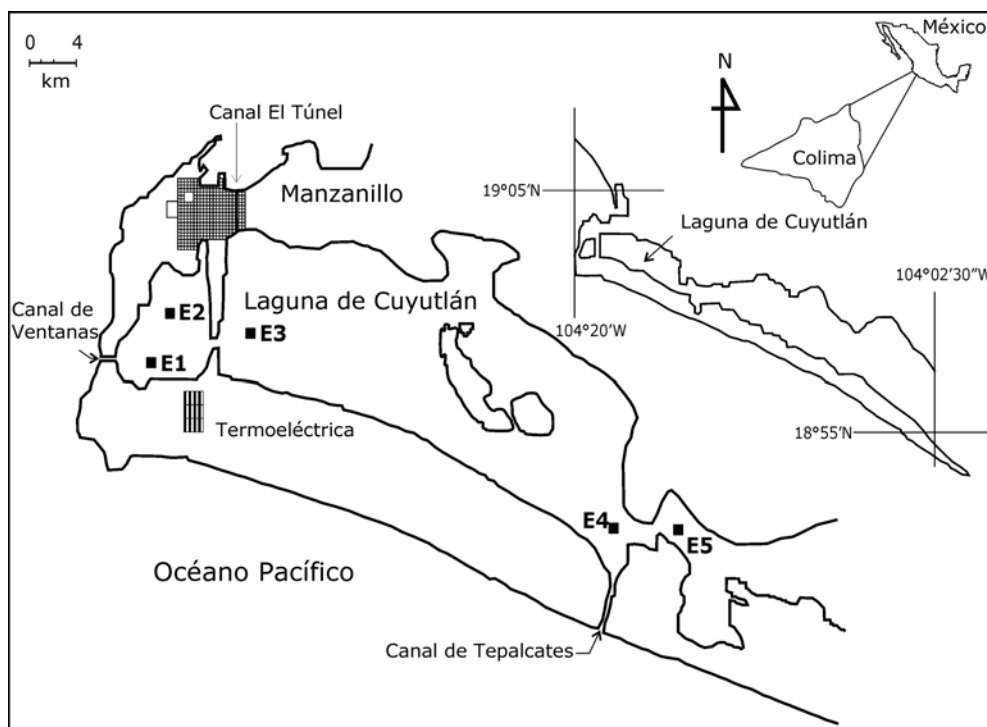 0 4
km
Canal El Túnel
N
México
Colima
Manzanillo
19°05′N
Laguna de Cuyutlán
104°02′30″W
Canal de
Ventanas
E2
Laguna de Cuyutlán
E3
104°20′W
E1
18°55′N
Termoeléctrica
E4
E5
Océano Pacífico
Canal de Tepalcates